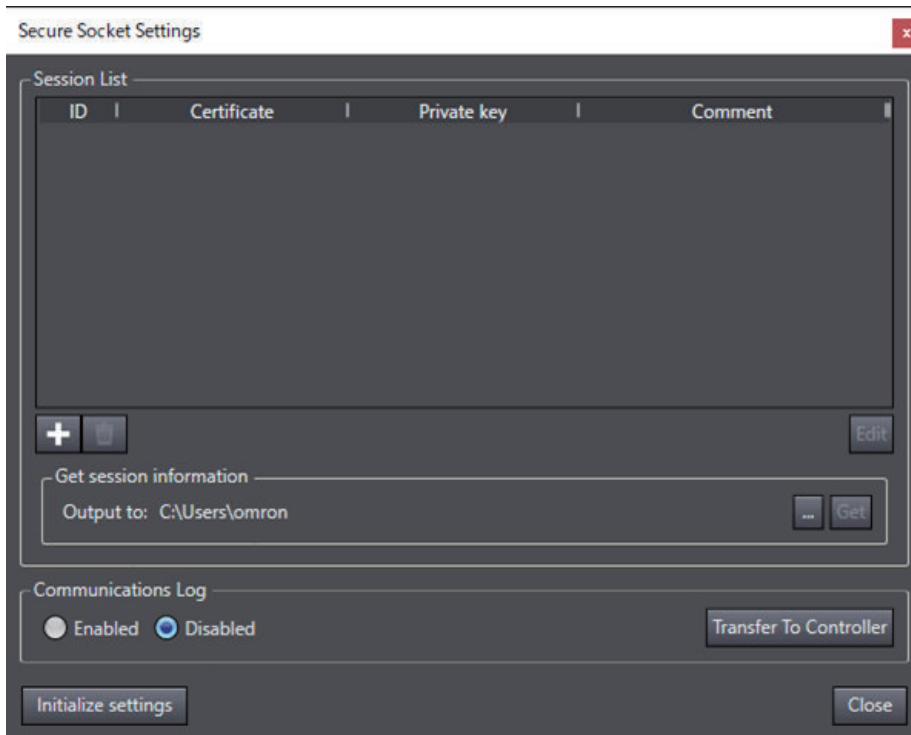 Secure Socket Settings
x
Session List
ID Certificate Private key Comment
+ Edit
Get session information
Output to: C:\Users\omron ... Get
Communications Log
Enabled Disabled Transfer To Controller
Initialize settings Close